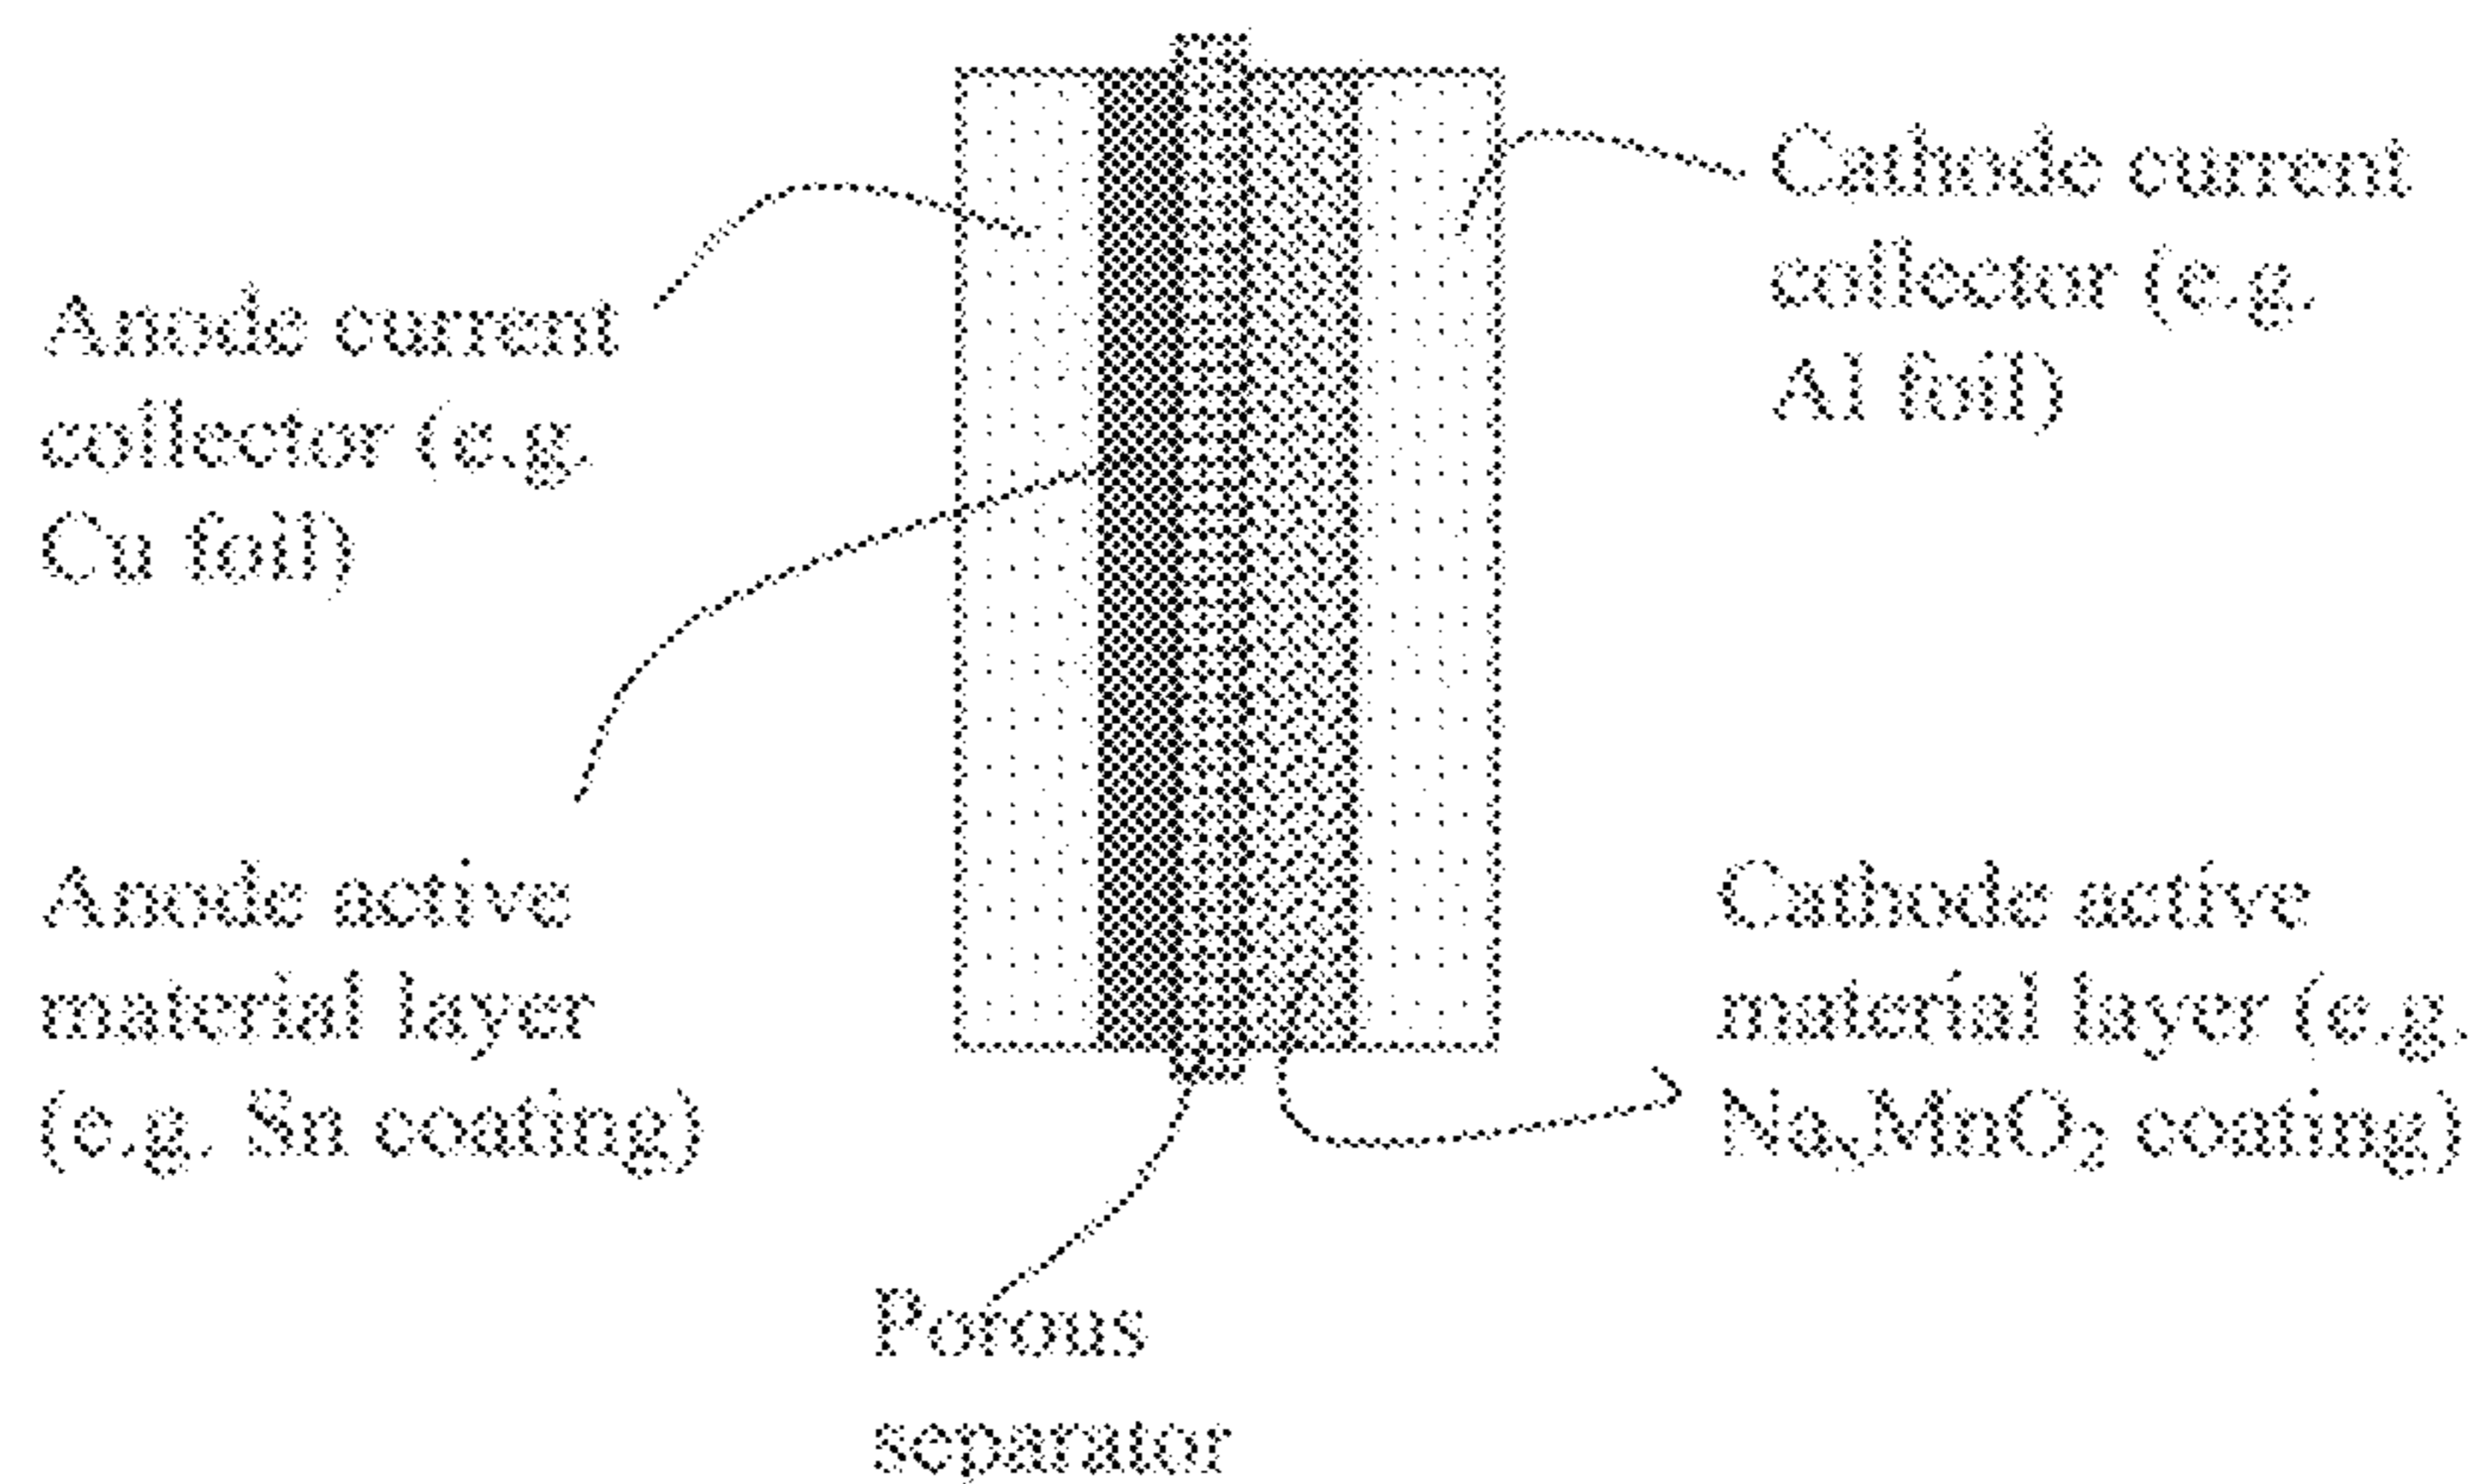 Anode current
collector (e.g.
Cu foil)
Cathode current
collector (e.g.
Al foil)
Anode active
material layer
(e.g. Sn coating)
Cathode active
material layer (e.g.
NaₓMnO₂ coating)
Porous
separator